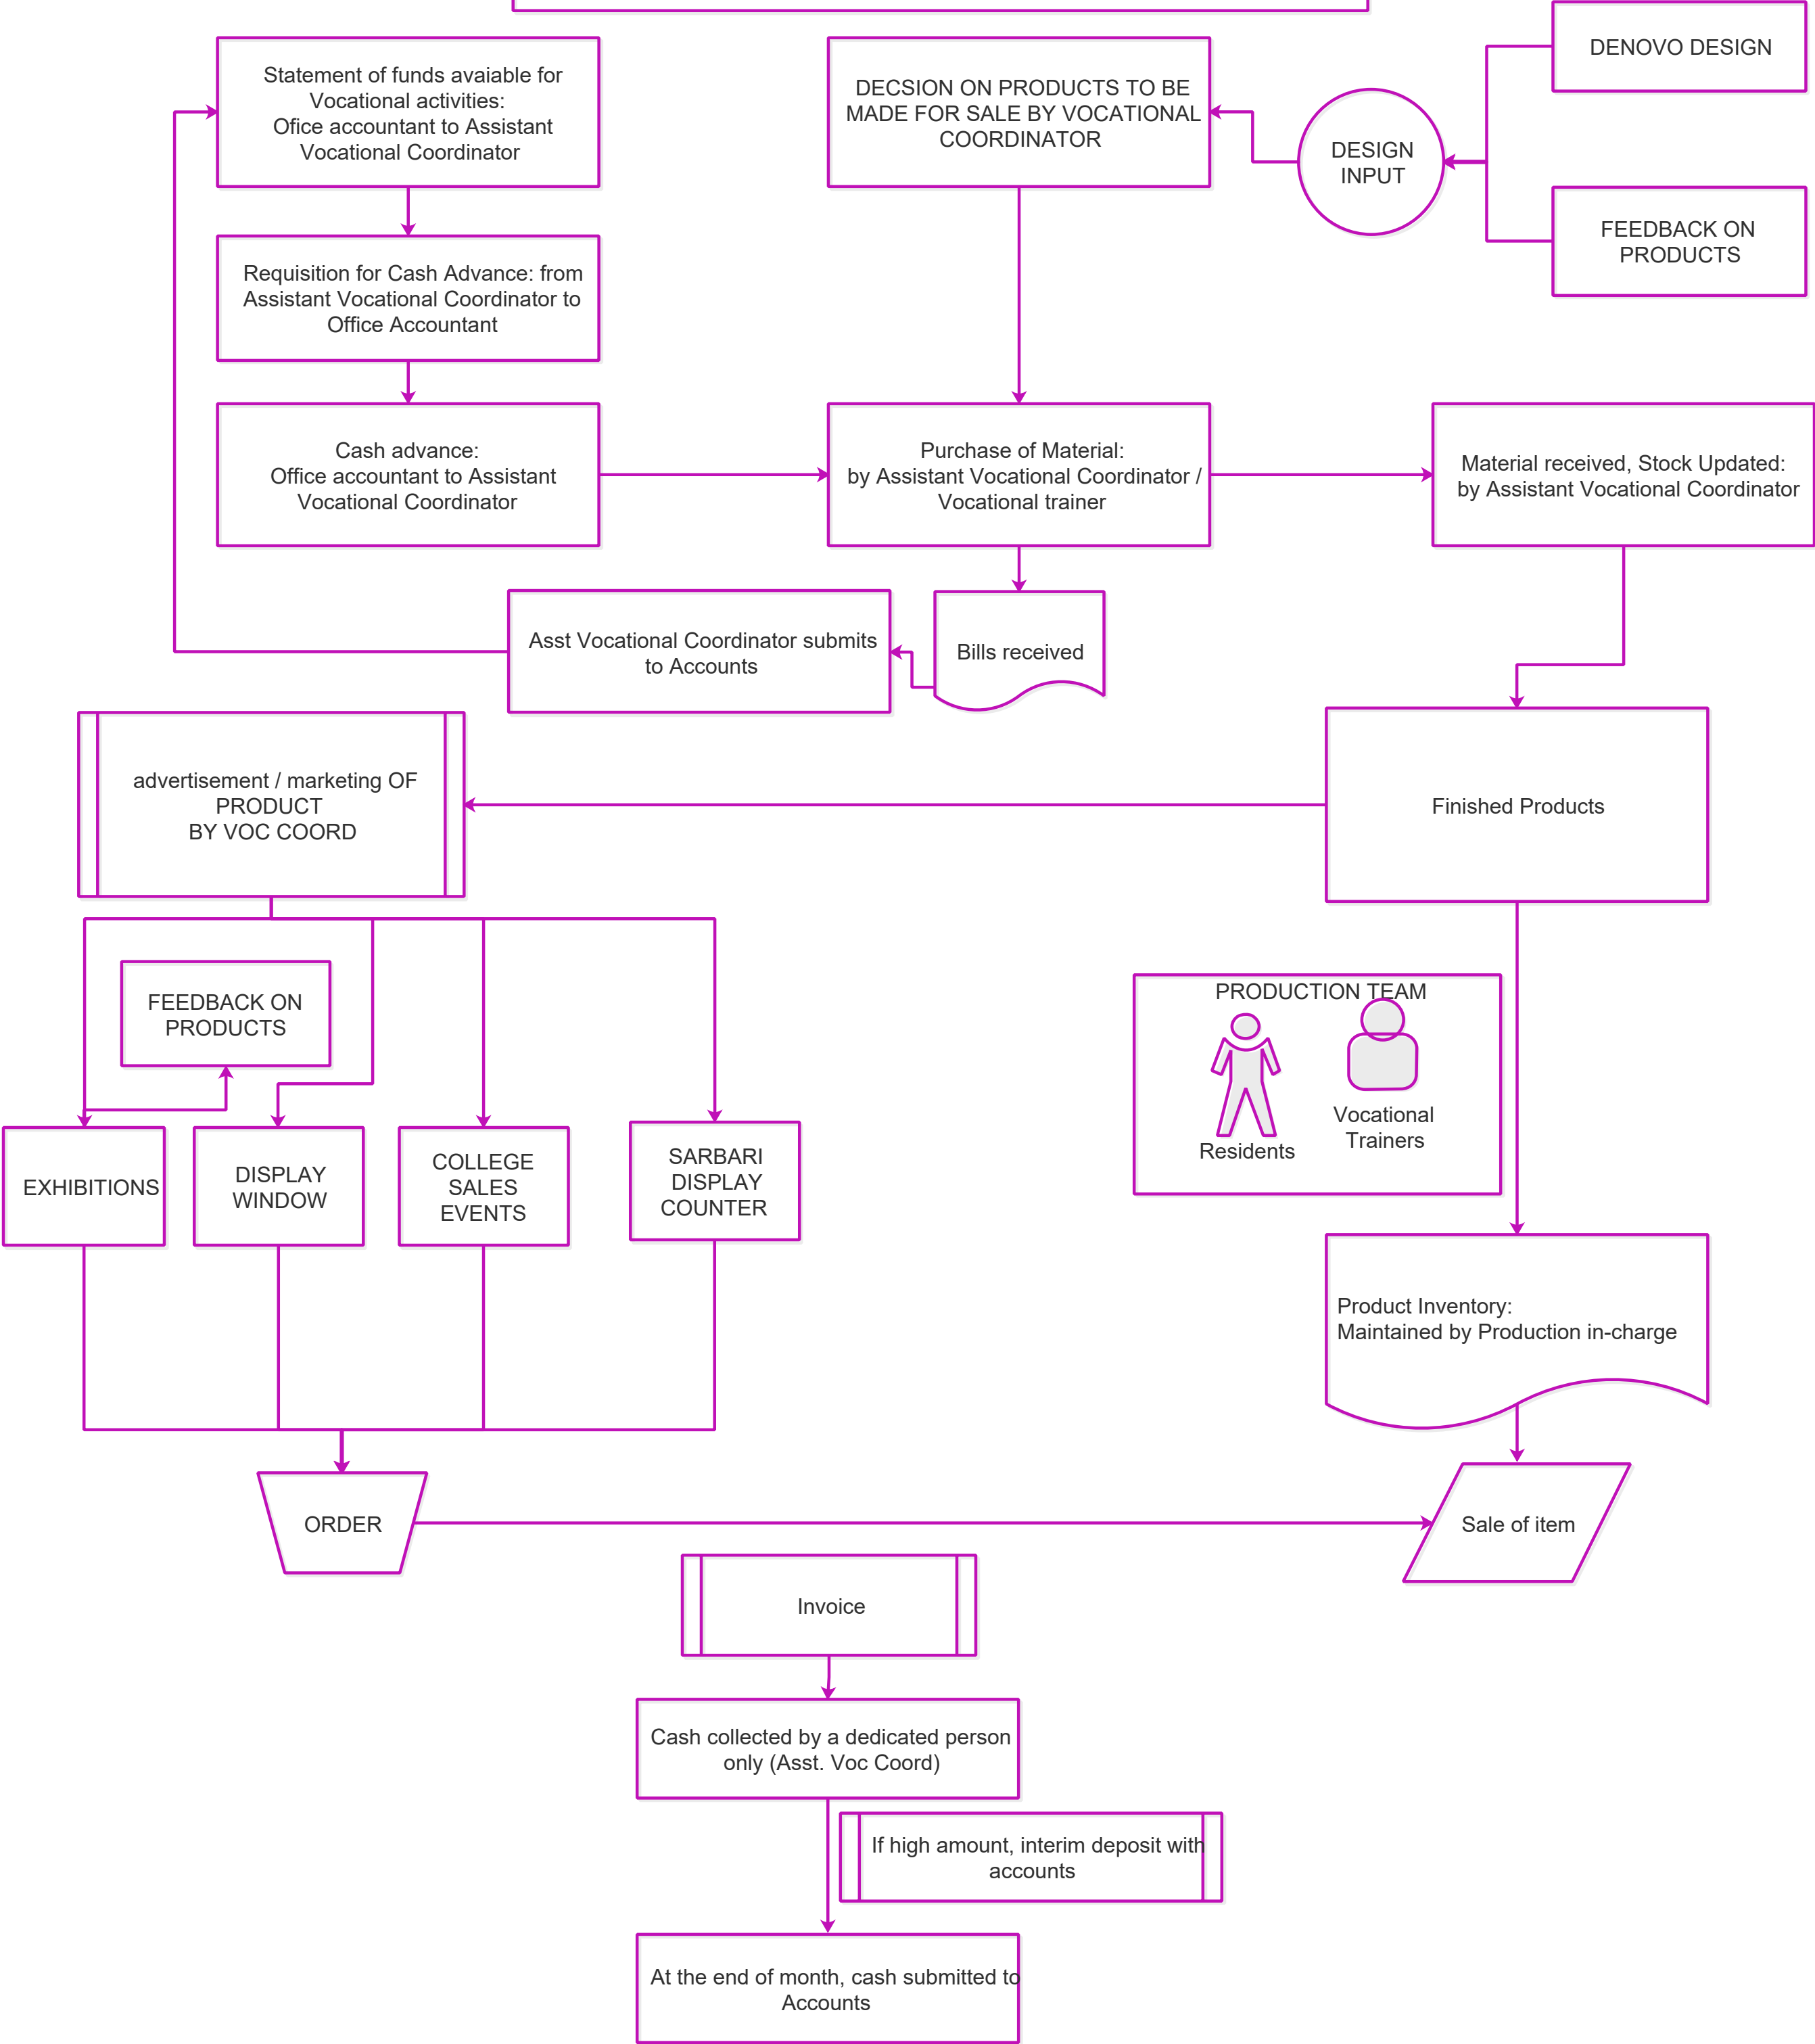 Statement of funds avaiable for
Vocational activities:
Ofice accountant to Assistant
Vocational Coordinator
DECSION ON PRODUCTS TO BE
MADE FOR SALE BY VOCATIONAL
COORDINATOR
DESIGN
INPUT
DENOVO DESIGN
FEEDBACK ON
PRODUCTS
Requisition for Cash Advance: from
Assistant Vocational Coordinator to
Office Accountant
Cash advance:
Office accountant to Assistant
Vocational Coordinator
Purchase of Material:
by Assistant Vocational Coordinator /
Vocational trainer
Material received, Stock Updated:
by Assistant Vocational Coordinator
Asst Vocational Coordinator submits
to Accounts
Bills received
advertisement / marketing OF
PRODUCT
BY VOC COORD
Finished Products
FEEDBACK ON
PRODUCTS
PRODUCTION TEAM
Residents
Vocational
Trainers
EXHIBITIONS
DISPLAY
WINDOW
COLLEGE
SALES
EVENTS
SARBARI
DISPLAY
COUNTER
Product Inventory:
Maintained by Production in-charge
ORDER
Sale of item
Invoice
Cash collected by a dedicated person
only (Asst. Voc Coord)
If high amount, interim deposit with
accounts
At the end of month, cash submitted to
Accounts